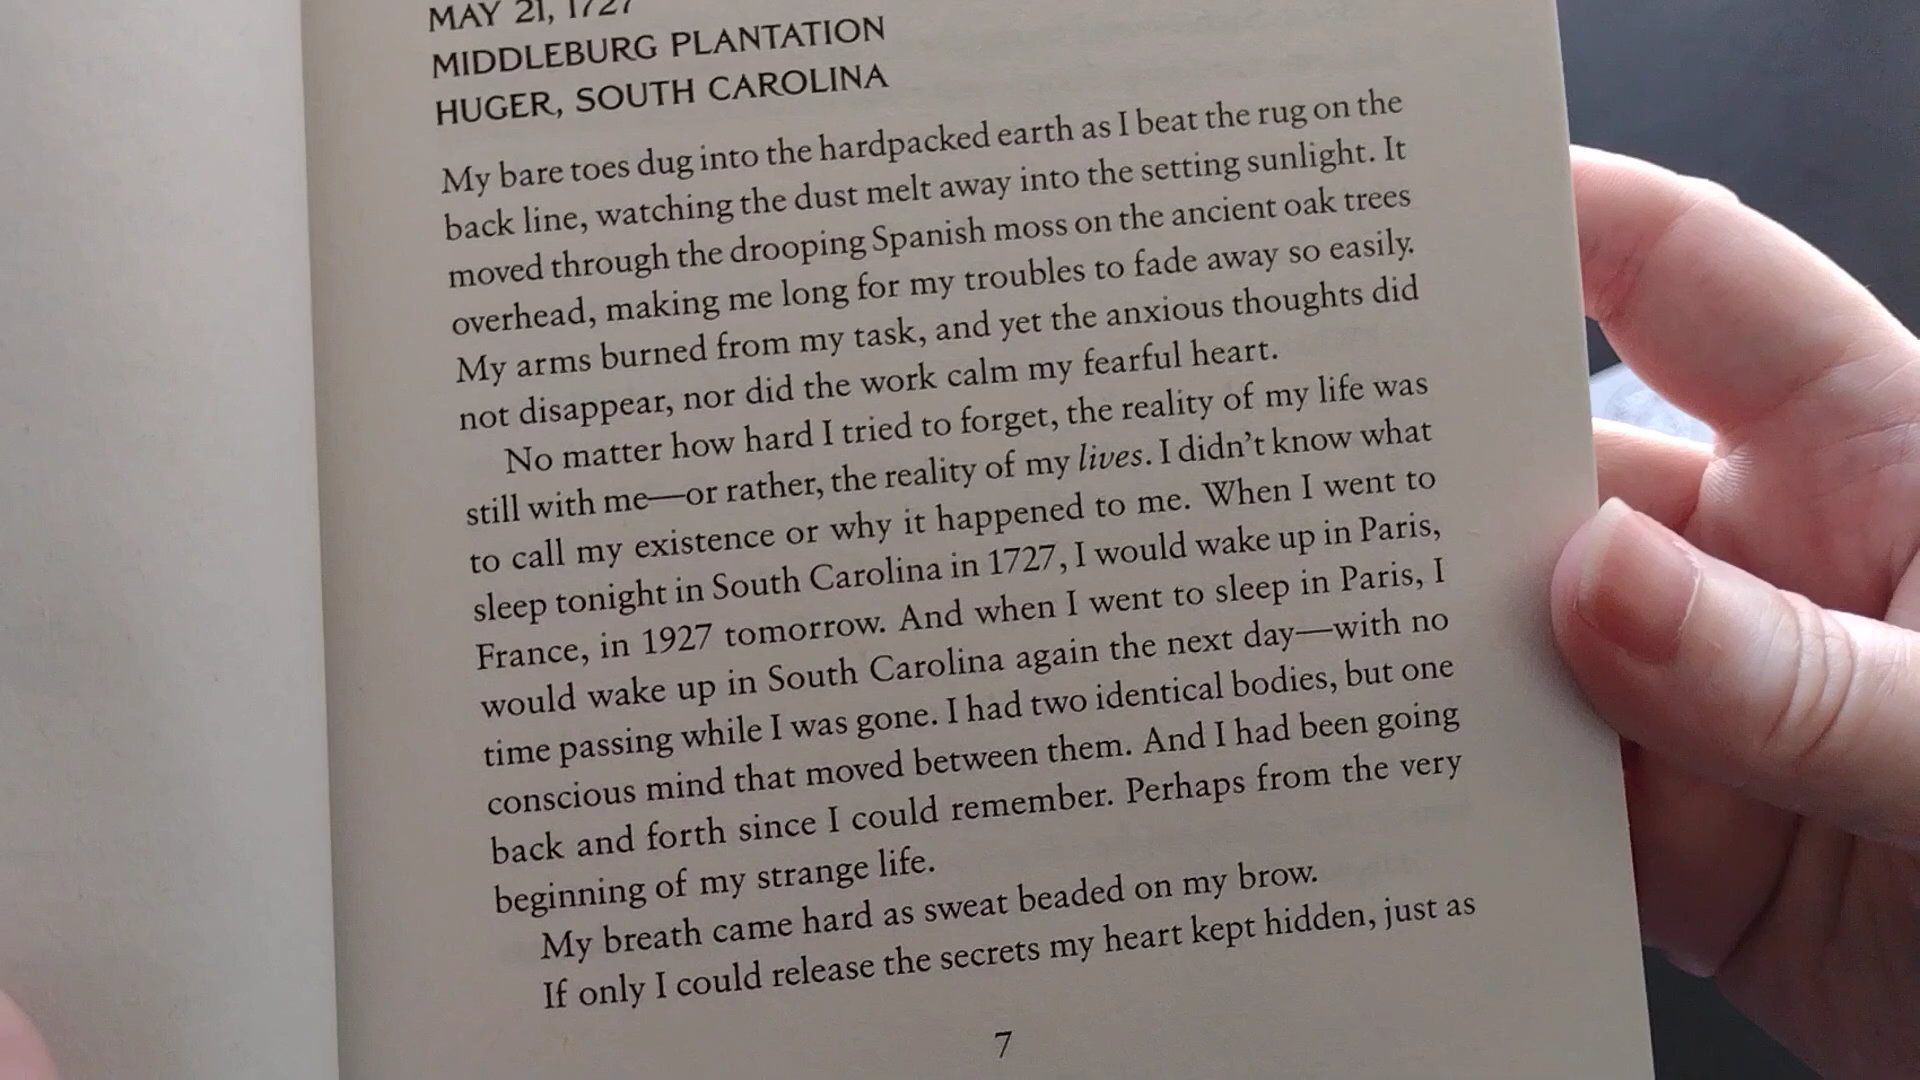 MAY 21, 1727
MIDDLEBURG PLANTATION
HUGER, SOUTH CAROLINA
My bare toes dug into the hardpacked earth as I beat the rug on the
back line, watching the dust melt away into the setting sunlight. It
moved through the drooping Spanish moss on the ancient oak trees
overhead, making me long for my troubles to fade away so easily.
My arms burned from my task, and yet the anxious thoughts did
not disappear, nor did the work calm my fearful heart.
No matter how hard I tried to forget, the reality of my life was
still with me—or rather, the reality of my lives. I didn't know what
to call my existence or why it happened to me. When I went to
sleep tonight in South Carolina in 1727, I would wake up in Paris,
France, in 1927 tomorrow. And when I went to sleep in Paris, I
would wake up in South Carolina again the next day—with no
time passing while I was gone. I had two identical bodies, but one
conscious mind that moved between them. And I had been going
back and forth since I could remember. Perhaps from the very
beginning of my strange life.
My breath came hard as sweat beaded on my brow.
If only I could release the secrets my heart kept hidden, just as
7